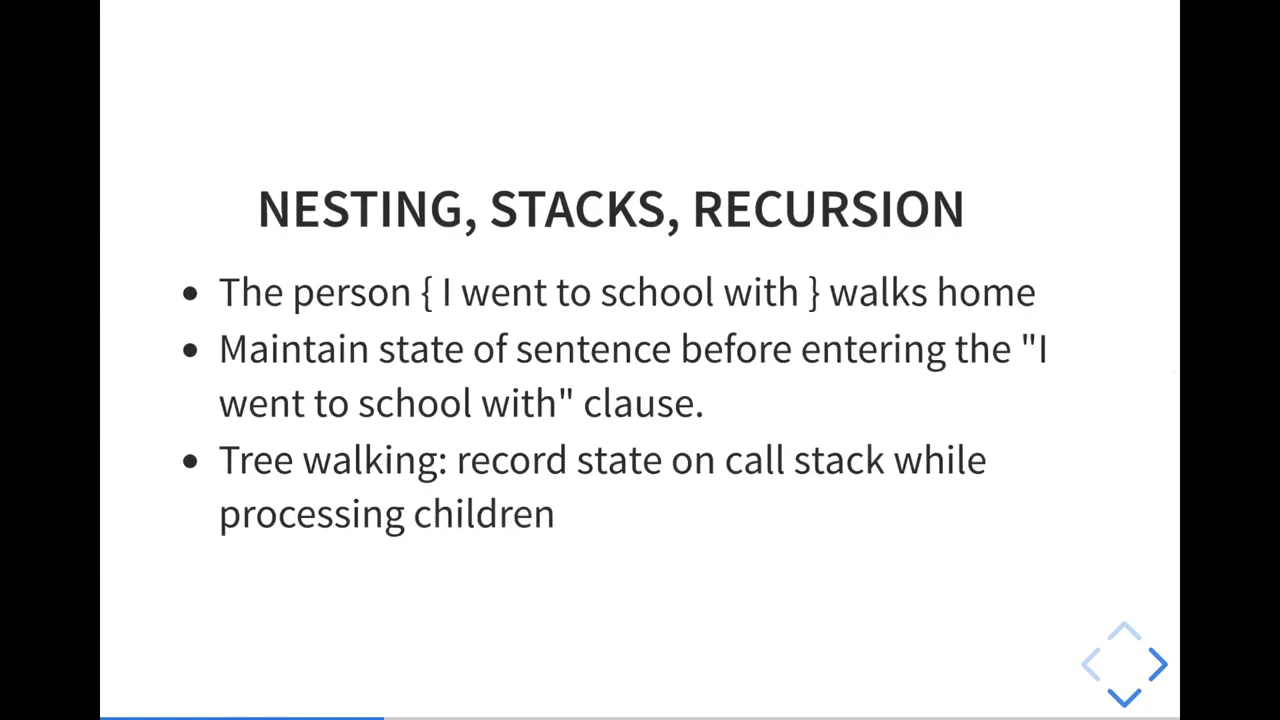 NESTING, STACKS, RECURSION
• The person { I went to school with } walks home
• Maintain state of sentence before entering the "I
went to school with" clause.
• Tree walking: record state on call stack while
processing children